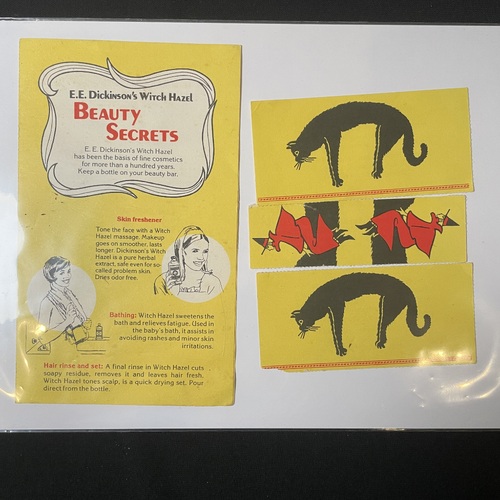 E.E. Dickinson's Witch Hazel
Beauty
Secrets
E. E. Dickinson's Witch Hazel
has been the basis of fine cosmetics
for more than a hundred years.
Keep a bottle on your beauty bar.
Skin freshener
Tone the face with a Witch
Hazel massage. Makeup
goes on smoother, lasts
longer. Dickinson's Witch
Hazel is a pure herbal
extract, safe even for so-
called problem skin.
Dries odor free.
Bathing: Witch Hazel sweetens the
bath and relieves fatigue. Used in
the baby's bath, it assists in
avoiding rashes and minor skin
irritations.
Hair rinse and set: A final rinse in Witch Hazel cuts
soapy residue, removes it and leaves hair fresh.
Witch Hazel tones scalp, is a quick drying set. Pour
direct from the bottle.